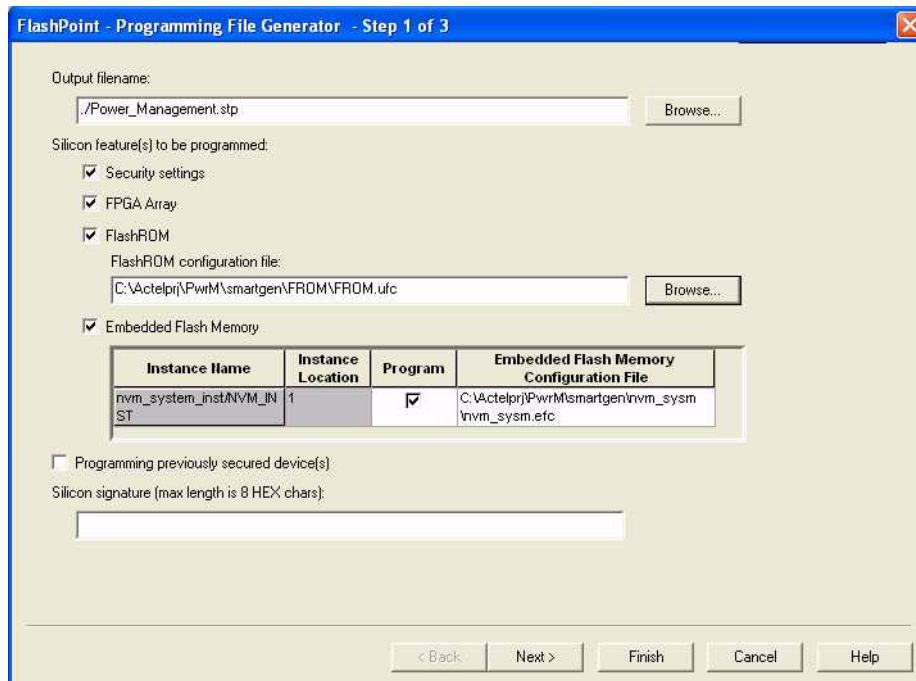 FlashPoint - Programming File Generator - Step 1 of 3
Output filename:
./Power_Management.stp
Browse...
Silicon feature(s) to be programmed:
Security settings
FPGA Array
FlashROM
FlashROM configuration file:
C:\Actelprj\PwrM\smartgen\FROM\FROM.ufc
Browse...
Embedded Flash Memory
Instance Name
Instance
Location
Program
Embedded Flash Memory
Configuration File
nvm_system_inst/NVM_IN
ST
1
C:\Actelprj\PwrM\smartgen\nvm_sysm
\nvm_sysm.efc
Programming previously secured device(s)
Silicon signature (max length is 8 HEX chars):
< Back
Next >
Finish
Cancel
Help